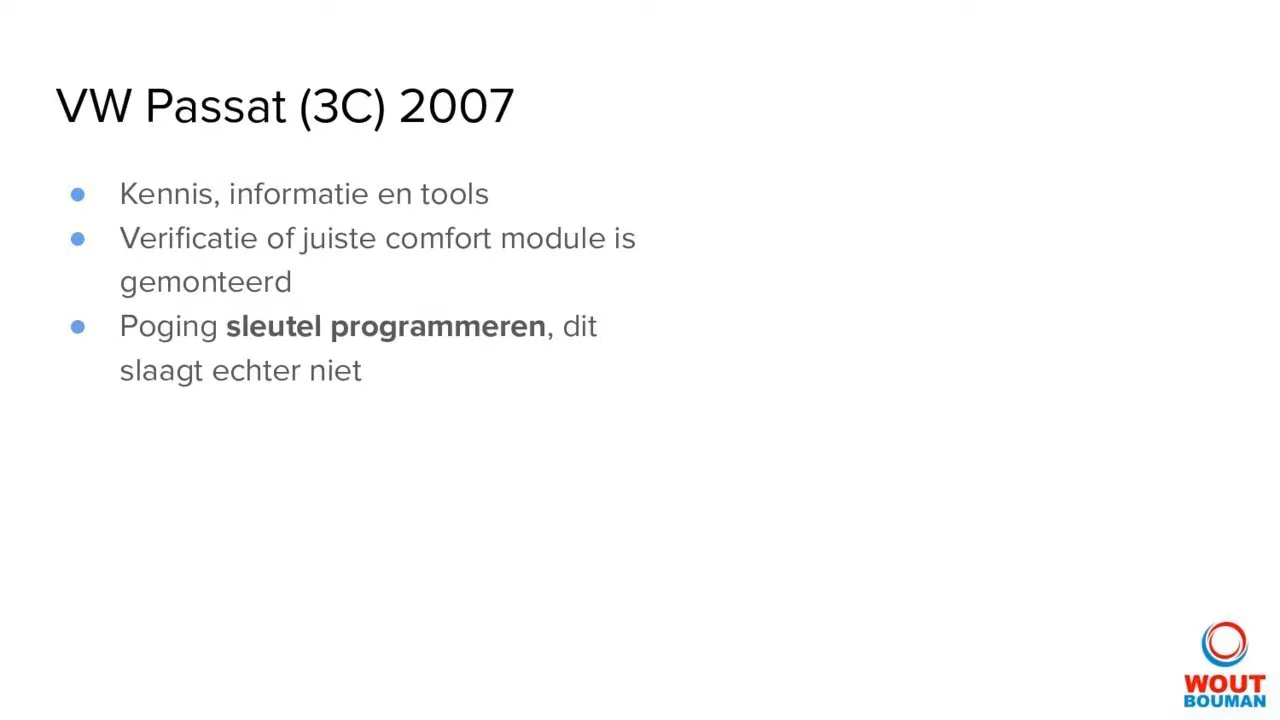 VW Passat (3C) 2007
● Kennis, informatie en tools
● Verificatie of juiste comfort module is
gemonteerd
● Poging sleutel programmeren, dit
slaagt echter niet
WOUT
BOUMAN